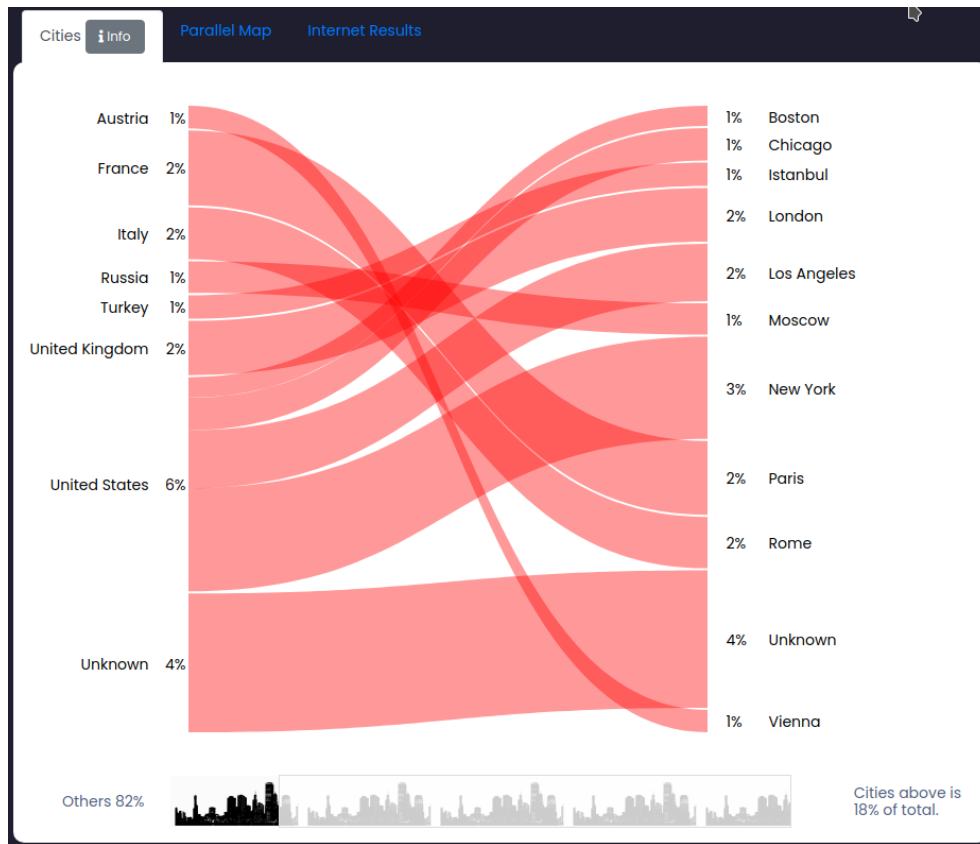 Cities
Info
Parallel Map
Internet Results
Austria 1%
France 2%
Italy 2%
Russia 1%
Turkey 1%
United Kingdom 2%
United States 6%
Unknown 4%
1% Boston
1% Chicago
1% Istanbul
2% London
2% Los Angeles
1% Moscow
3% New York
2% Paris
2% Rome
4% Unknown
1% Vienna
Others 82%
Cities above is
18% of total.